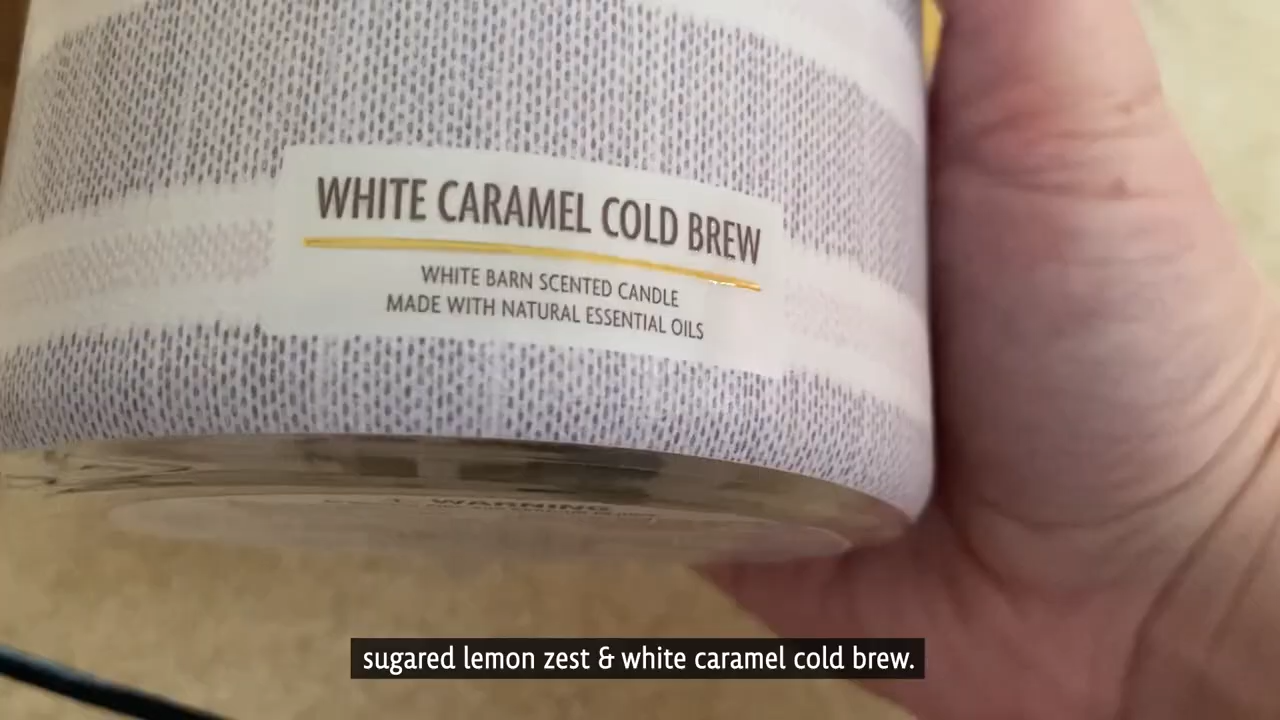 WHITE CARAMEL COLD BREW
WHITE BARN SCENTED CANDLE
MADE WITH NATURAL ESSENTIAL OILS
WARNING
sugared lemon zest & white caramel cold brew.